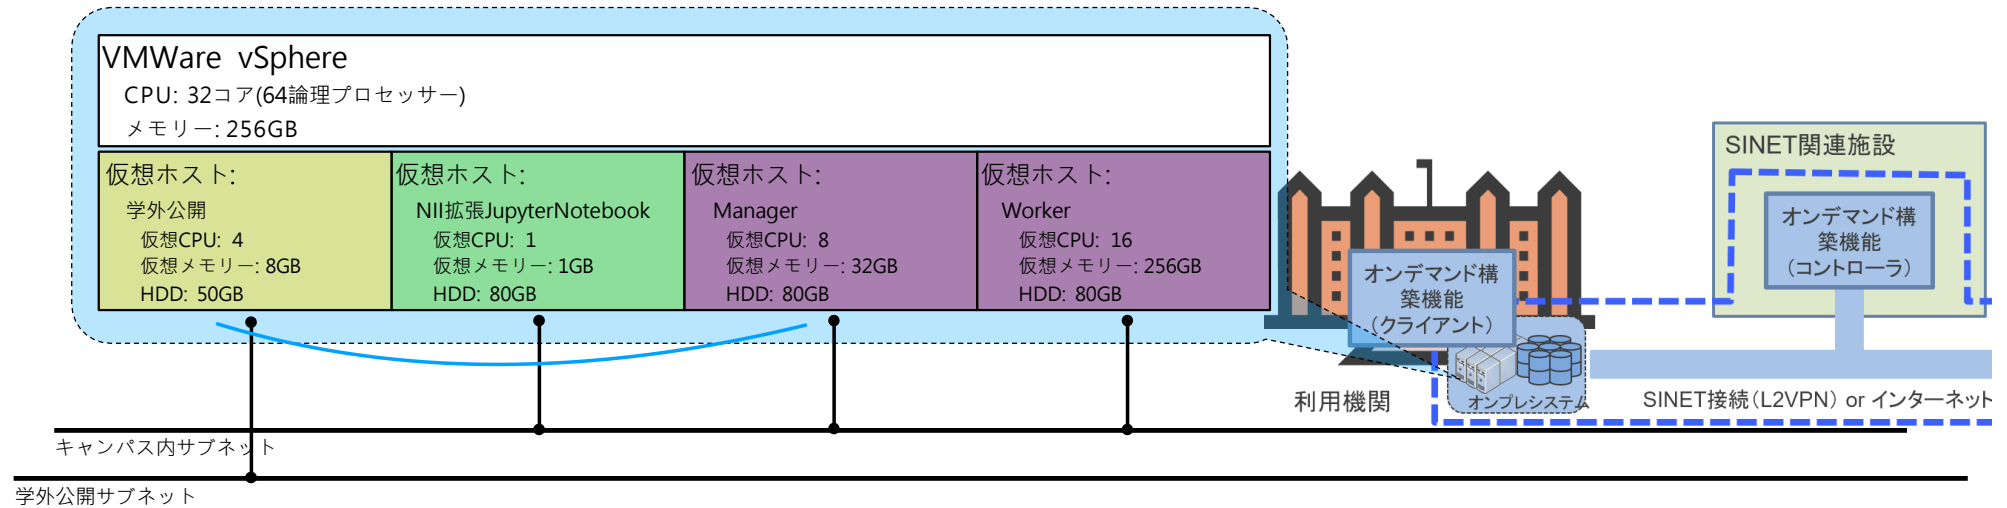 VMWare vSphere
CPU: 32コア(64論理プロセッサー)
メモリー: 256GB
仮想ホスト:
学外公開
仮想CPU: 4
仮想メモリー: 8GB
HDD: 50GB
仮想ホスト:
NII拡張JupyterNotebook
仮想CPU: 1
仮想メモリー: 1GB
HDD: 80GB
仮想ホスト:
Manager
仮想CPU: 8
仮想メモリー: 32GB
HDD: 80GB
仮想ホスト:
Worker
仮想CPU: 16
仮想メモリー: 256GB
HDD: 80GB
オンデマンド構
築機能
(クライアント)
利用機関
オンプレシステム
SINET関連施設
オンデマンド構
築機能
(コントローラ)
SINET接続(L2VPN) or インターネット
キャンパス内サブネット
学外公開サブネット